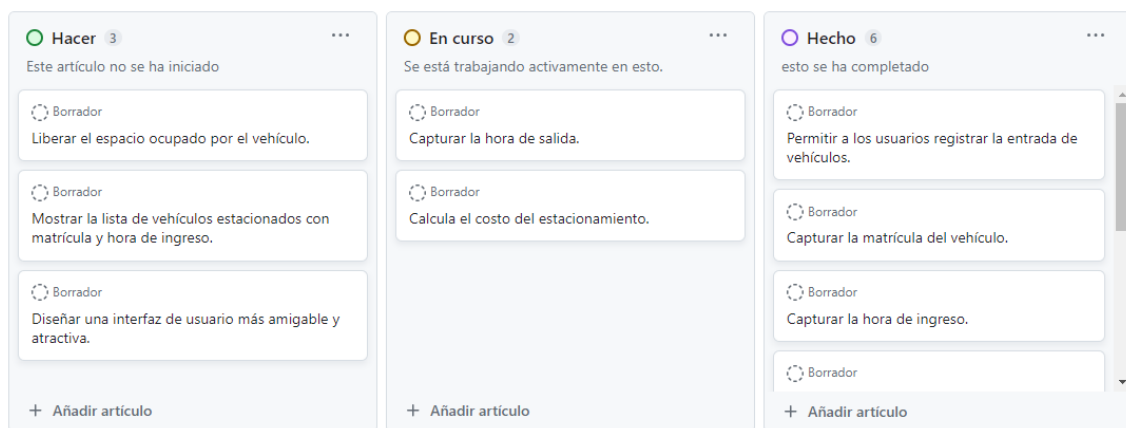 Hacer 3
Este artículo no se ha iniciado
Borrador
Liberar el espacio ocupado por el vehículo.
Borrador
Mostrar la lista de vehículos estacionados con
matrícula y hora de ingreso.
Borrador
Diseñar una interfaz de usuario más amigable y
atractiva.
+ Añadir artículo
En curso 2
Se está trabajando activamente en esto.
Borrador
Capturar la hora de salida.
Borrador
Calcula el costo del estacionamiento.
+ Añadir artículo
Hecho 6
esto se ha completado
Borrador
Permitir a los usuarios registrar la entrada de
vehículos.
Borrador
Capturar la matrícula del vehículo.
Borrador
Capturar la hora de ingreso.
Borrador
+ Añadir artículo